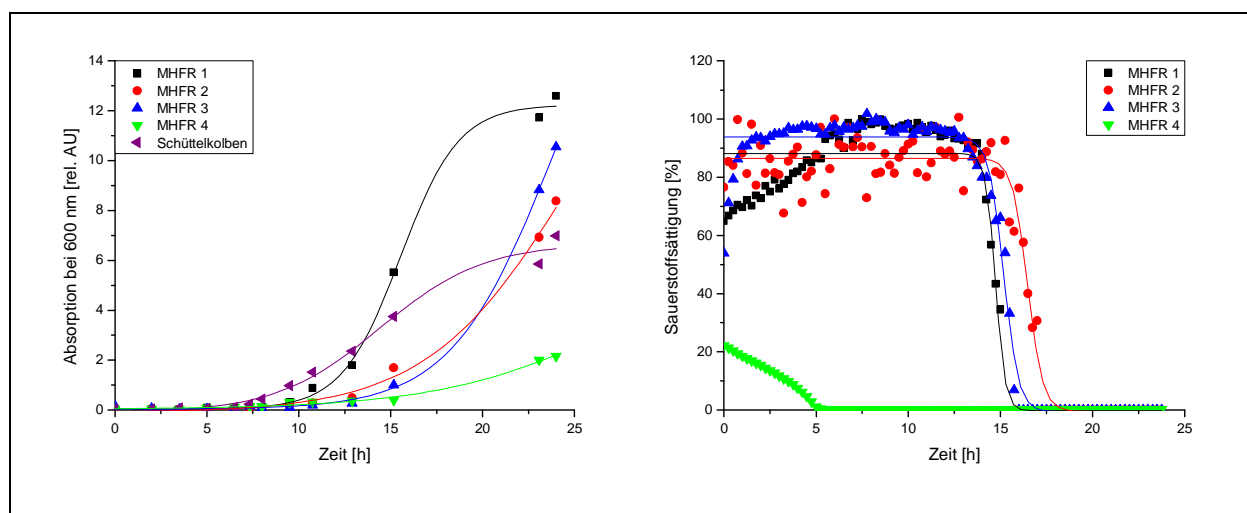 14
12
10
8
6
4
2
0
Absorption bei 600 nm [rel. AU]
MHFR 1
MHFR 2
MHFR 3
MHFR 4
Schüttelkolben
0 5 10 15 20 25
Zeit [h]
120
100
80
60
40
20
0
Sauerstoffsättigung [%]
MHFR 1
MHFR 2
MHFR 3
MHFR 4
0 5 10 15 20 25
Zeit [h]